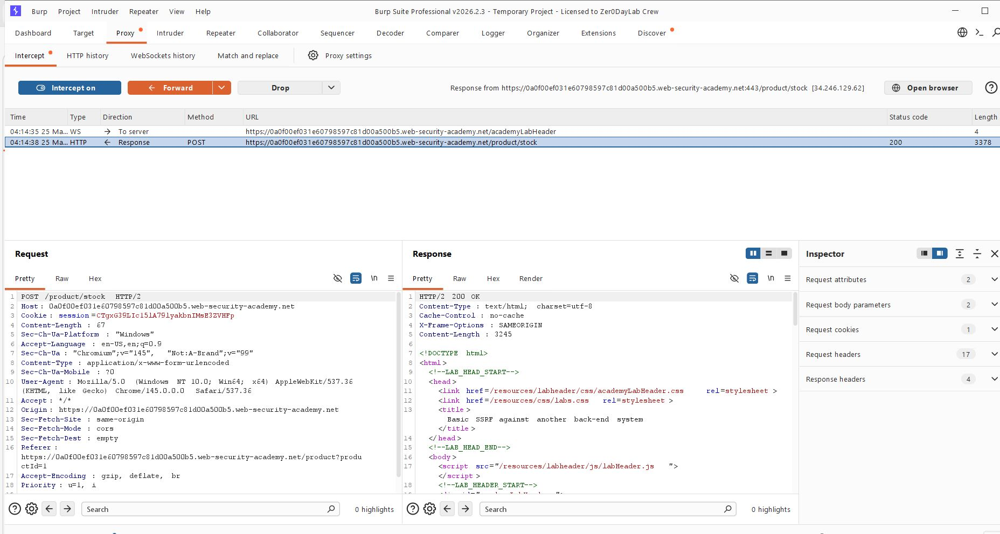 Burp Project Intruder Repeater View Help Burp Suite Professional v2026.2.3 - Temporary Project - Licensed to Zer0DayLab Crew
Dashboard Target Proxy Intruder Repeater Collaborator Sequencer Decoder Comparer Logger Organizer Extensions Discover
Intercept HTTP history WebSockets history Match and replace Proxy settings
Intercept on Forward Drop Response from https://0a0f00ef031e60798597c81d00a500b5.web-security-academy.net:443/product/stock [34.246.129.62] Open browser
Time Type Direction Method URL Status code Length
04:14:35 25 Ma... WS → To server https://0a0f00ef031e60798597c81d00a500b5.web-security-academy.net/academyLabHeader 4
04:14:38 25 Ma... HTTP ← Response POST https://0a0f00ef031e60798597c81d00a500b5.web-security-academy.net/product/stock 200 3378
Request
Pretty Raw Hex \n
1 POST /product/stock HTTP/2
2 Host: 0a0f00ef031e60798597c81d00a500b5.web-security-academy.net
3 Cookie: session=CTgxG39LIc15lA79lyakbnIMsE3ZVHFp
4 Content-Length : 67
5 Sec-Ch-Ua-Platform : "Windows"
6 Accept-Language : en-US,en;q=0.9
7 Sec-Ch-Ua : "Chromium";v="145", "Not:A-Brand";v="99"
8 Content-Type : application/x-www-form-urlencoded
9 Sec-Ch-Ua-Mobile : ?0
10 User-Agent : Mozilla/5.0 (Windows NT 10.0; Win64; x64) AppleWebKit/537.36
(KHTML, like Gecko) Chrome/145.0.0.0 Safari/537.36
11 Accept : */*
12 Origin : https://0a0f00ef031e60798597c81d00a500b5.web-security-academy.net
13 Sec-Fetch-Site : same-origin
14 Sec-Fetch-Mode : cors
15 Sec-Fetch-Dest : empty
16 Referer :
https://0a0f00ef031e60798597c81d00a500b5.web-security-academy.net/product?produ
ctId=1
17 Accept-Encoding : gzip, deflate, br
18 Priority : u=1, i
Search 0 highlights
Response
Pretty Raw Hex Render \n
1 HTTP/2 200 OK
2 Content-Type : text/html; charset=utf-8
3 Cache-Control : no-cache
4 X-Frame-Options : SAMEORIGIN
5 Content-Length : 3245
6
7 <!DOCTYPE html>
8 <html>
9 <!--LAB_HEAD_START-->
10 <head>
11 <link href=/resources/labheader/css/academyLabHeader.css rel=stylesheet >
12 <link href=/resources/css/labs.css rel=stylesheet >
13 <title>
Basic SSRF against another back-end system
</title>
14 </head>
15 <!--LAB_HEAD_END-->
16 <body>
17 <script src="/resources/labheader/js/labHeader.js ">
</script>
18 <!--LAB_HEADER_START-->
Search 0 highlights
Inspector
Request attributes 2
Request body parameters 2
Request cookies 1
Request headers 17
Response headers 4